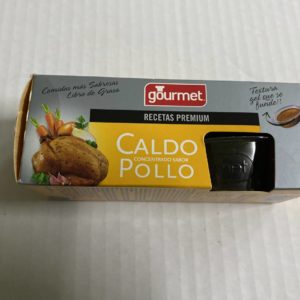 Comidas más Sabrosas
Libre de Grasa
gourmet
Textura
gel que se
funde!!
RECETAS PREMIUM
CALDO
CONCENTRADO SABOR
POLLO